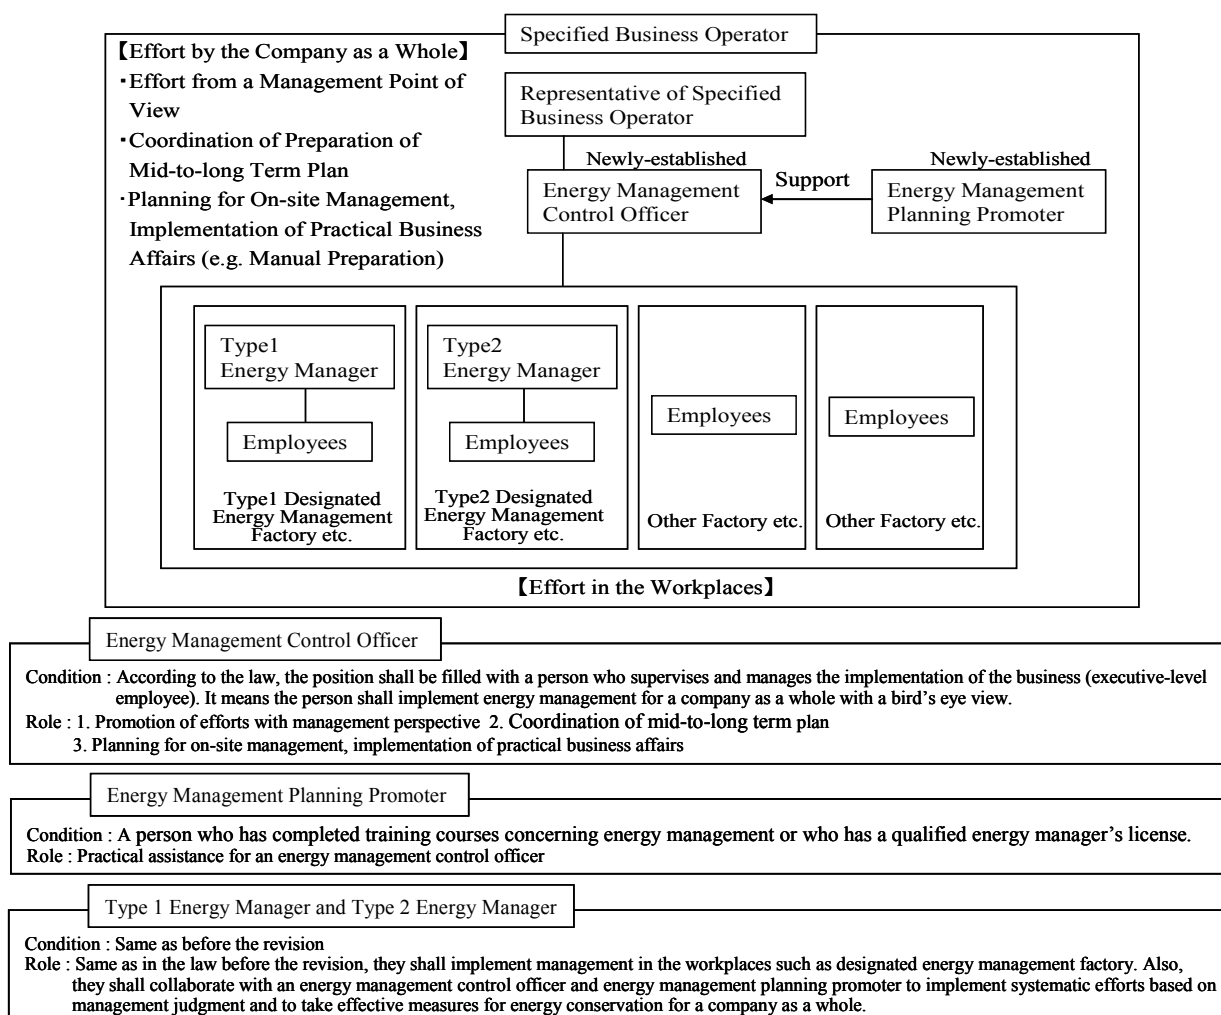 Specified Business Operator
【Effort by the Company as a Whole】
・Effort from a Management Point of
View
・Coordination of Preparation of
Mid-to-long Term Plan
・Planning for On-site Management,
Implementation of Practical Business
Affairs (e.g. Manual Preparation)
Representative of Specified
Business Operator
Newly-established
Energy Management
Control Officer
Support
Newly-established
Energy Management
Planning Promoter
Type1
Energy Manager
Employees
Type1 Designated
Energy Management
Factory etc.
Type2
Energy Manager
Employees
Type2 Designated
Energy Management
Factory etc.
Employees
Other Factory etc.
Employees
Other Factory etc.
【Effort in the Workplaces】
Energy Management Control Officer
Condition : According to the law, the position shall be filled with a person who supervises and manages the implementation of the business (executive-level
employee). It means the person shall implement energy management for a company as a whole with a bird's eye view.
Role : 1. Promotion of efforts with management perspective 2. Coordination of mid-to-long term plan
3. Planning for on-site management, implementation of practical business affairs
Energy Management Planning Promoter
Condition : A person who has completed training courses concerning energy management or who has a qualified energy manager's license.
Role : Practical assistance for an energy management control officer
Type 1 Energy Manager and Type 2 Energy Manager
Condition : Same as before the revision
Role : Same as in the law before the revision, they shall implement management in the workplaces such as designated energy management factory. Also,
they shall collaborate with an energy management control officer and energy management planning promoter to implement systematic efforts based on
management judgment and to take effective measures for energy conservation for a company as a whole.